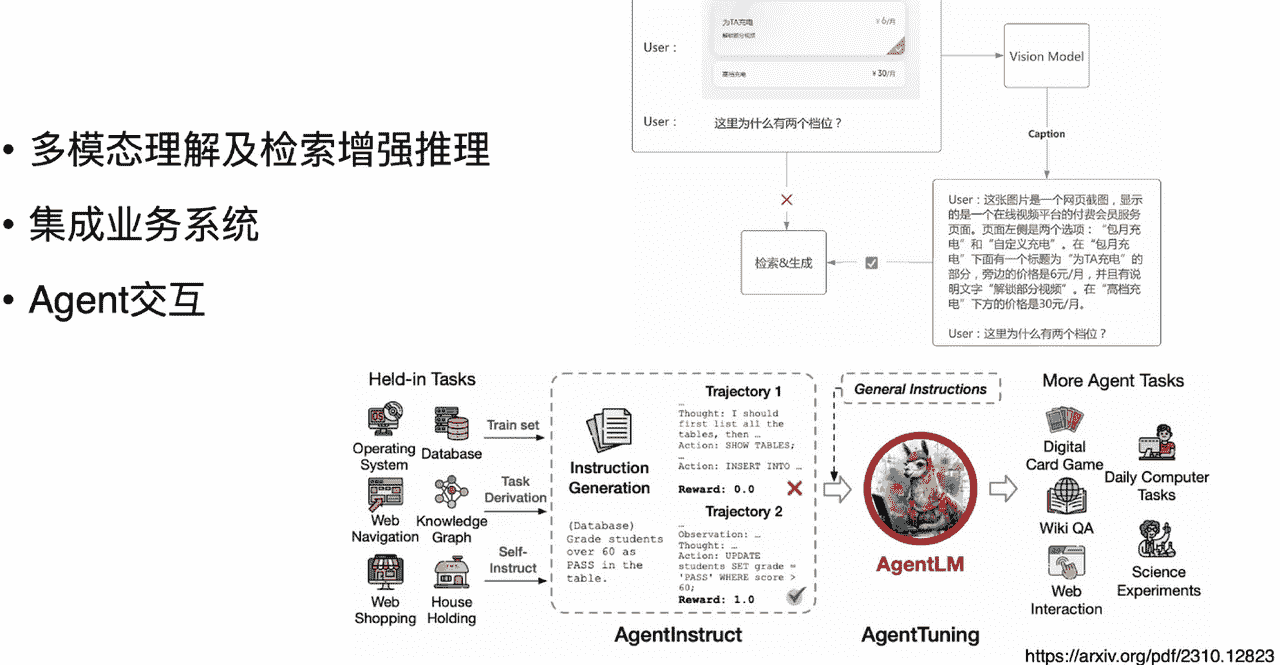 • 多模态理解及检索增强推理
• 集成业务系统
• Agent交互
User：
为TA充电
¥6/月
解锁部分视频
高档充电
¥30/月
User：
这里为什么有两个档位？
Vision Model
Caption
检索&生成
User：这张图片是一个网页截图，显示
的是一个在线视频平台的付费会员服务
页面。页面左侧是两个选项：“包月充
电”和“自定义充电”。在“包月充
电”下面有一个标题为“为TA充电”的
部分，旁边的价格是6元/月，并且有说
明文字“解锁部分视频”。在“高档充
电”下方的价格是30元/月。
User：这里为什么有两个档位？
Held-in Tasks
Operating
System
Database
Web
Navigation
Knowledge
Graph
Web
Shopping
House
Holding
Train set
Task
Derivation
Self-
Instruct
Instruction
Generation
(Database)
Grade students
over 60 as
PASS in the
table.
Trajectory 1
…
Thought: I should
first list all the
tables, then …
Action: SHOW TABLES;
…
Action: INSERT INTO …
Reward: 0.0
Trajectory 2
…
Observation: …
Thought: …
Action: UPDATE
students SET grade =
'PASS' WHERE score >
60;
Reward: 1.0
AgentInstruct
General Instructions
AgentLM
AgentTuning
More Agent Tasks
Digital
Card Game
Daily Computer
Tasks
Wiki QA
Web
Interaction
Science
Experiments
https://arxiv.org/pdf/2310.12823